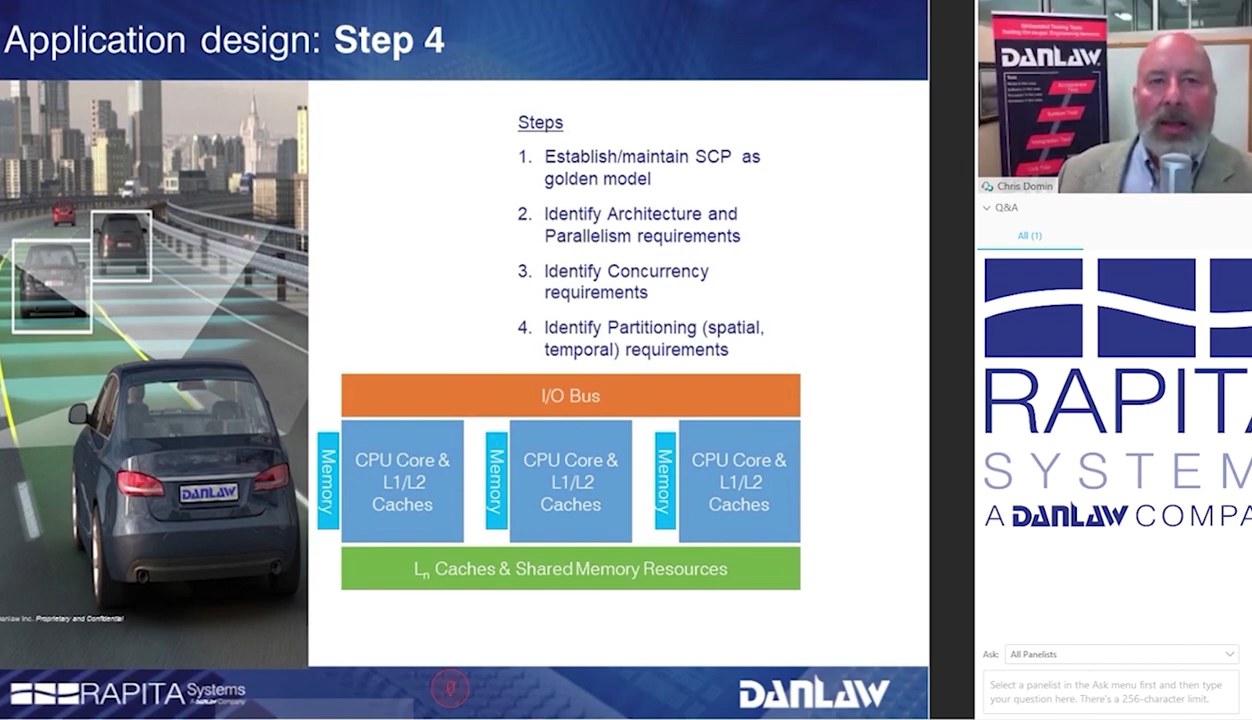 Application design: Step 4
Steps
1. Establish/maintain SCP as
golden model
2. Identify Architecture and
Parallelism requirements
3. Identify Concurrency
requirements
4. Identify Partitioning (spatial,
temporal) requirements
I/O Bus
Memory
CPU Core &
L1/L2
Caches
Memory
CPU Core &
L1/L2
Caches
Memory
CPU Core &
L1/L2
Caches
Ln Caches & Shared Memory Resources
DANLAW
Inc. Proprietary and Confidential
RAPITA Systems
A DANLAW Company
DANLAW
DANLAW
Chris Domin
Q&A
All (1)
RAPITA
SYSTEM
A DANLAW COMPA
Ask: All Panelists
Select a panelist in the Ask menu first and then type
your question here. There's a 256-character limit.